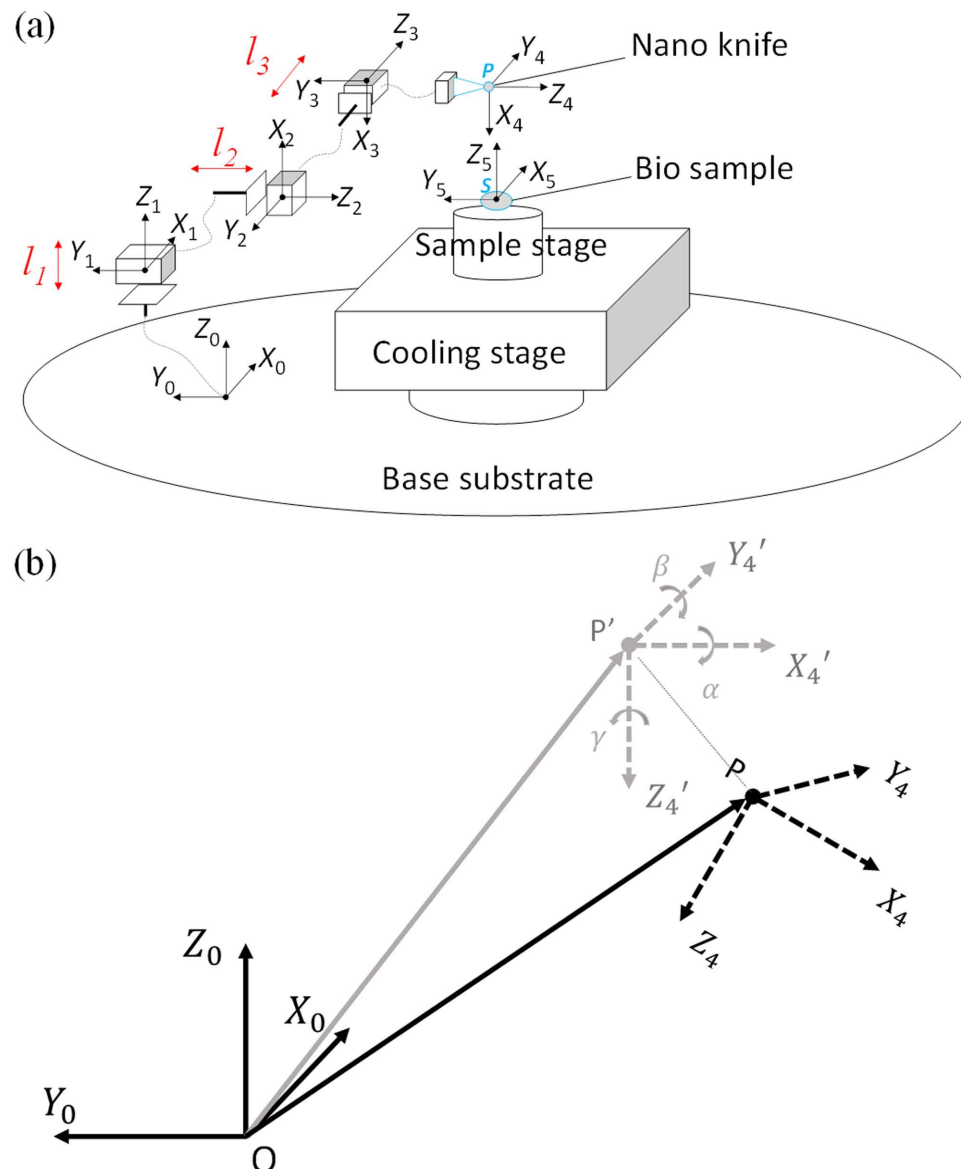 (a)
Z₃
l₃
Y₃
X₃
Y₄
P
Z₄
X₄
Nano knife
X₂
l₂
Z₂
Y₂
Z₅
X₅
Y₅
S
Bio sample
Z₁
X₁
Y₁
l₁
Sample stage
Z₀
X₀
Y₀
Cooling stage
Base substrate
(b)
Y₄′
β
P’
X₄′
α
γ
Z₄′
P
Y₄
X₄
Z₄
Z₀
X₀
Y₀
O